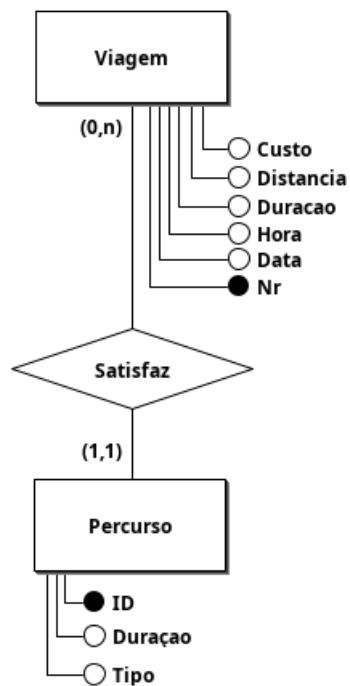 Viagem
(0,n)
Custo
Distancia
Duracao
Hora
Data
Nr
Satisfaz
(1,1)
Percurso
ID
Duraçao
Tipo